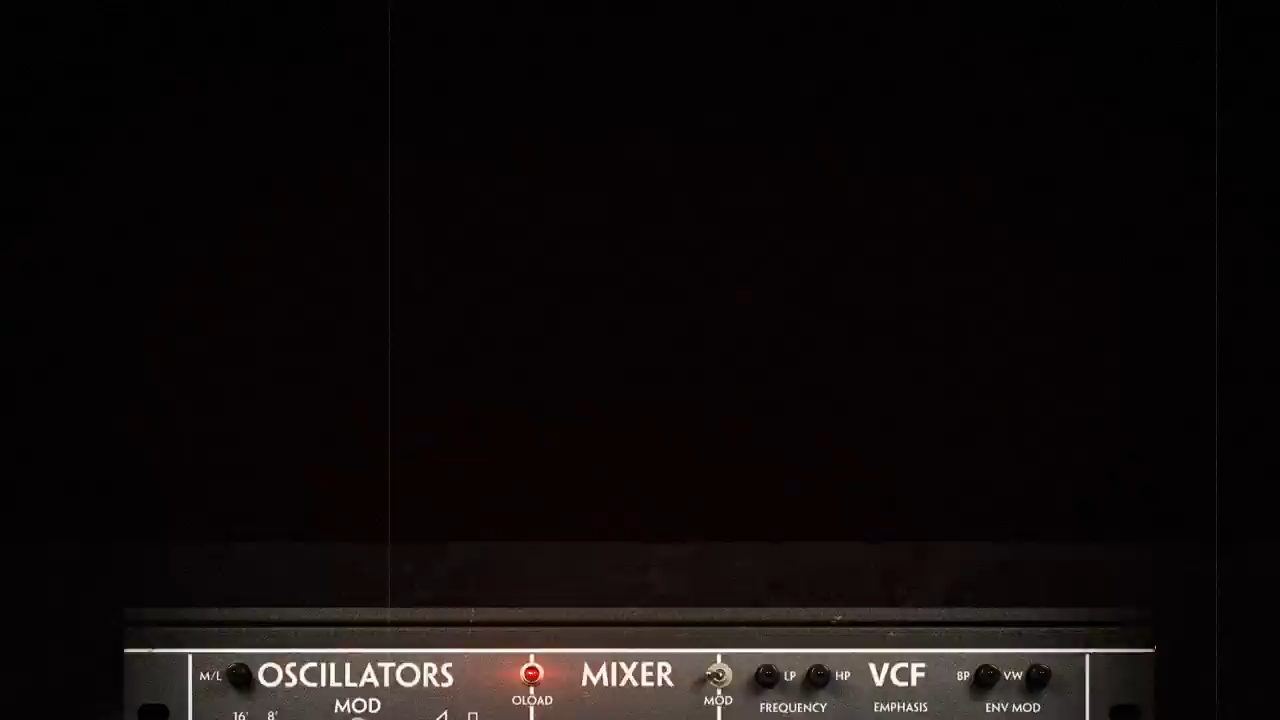 M/L OSCILLATORS MIXER LP HP VCF BP VW
OLOAD MOD
MOD FREQUENCY EMPHASIS ENV MOD
16' 8'